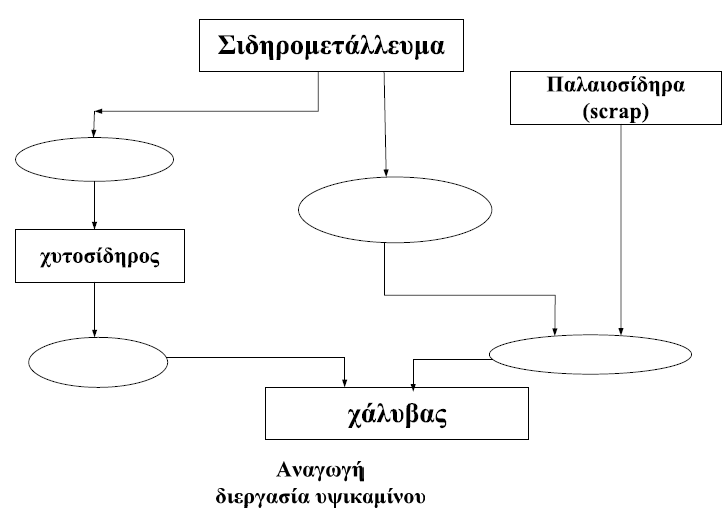 Σιδηρομετάλλευμα
Παλαιοσίδηρα
(scrap)
χυτοσίδηρος
χάλυβας
Αναγωγή
διεργασία υψικαμίνου